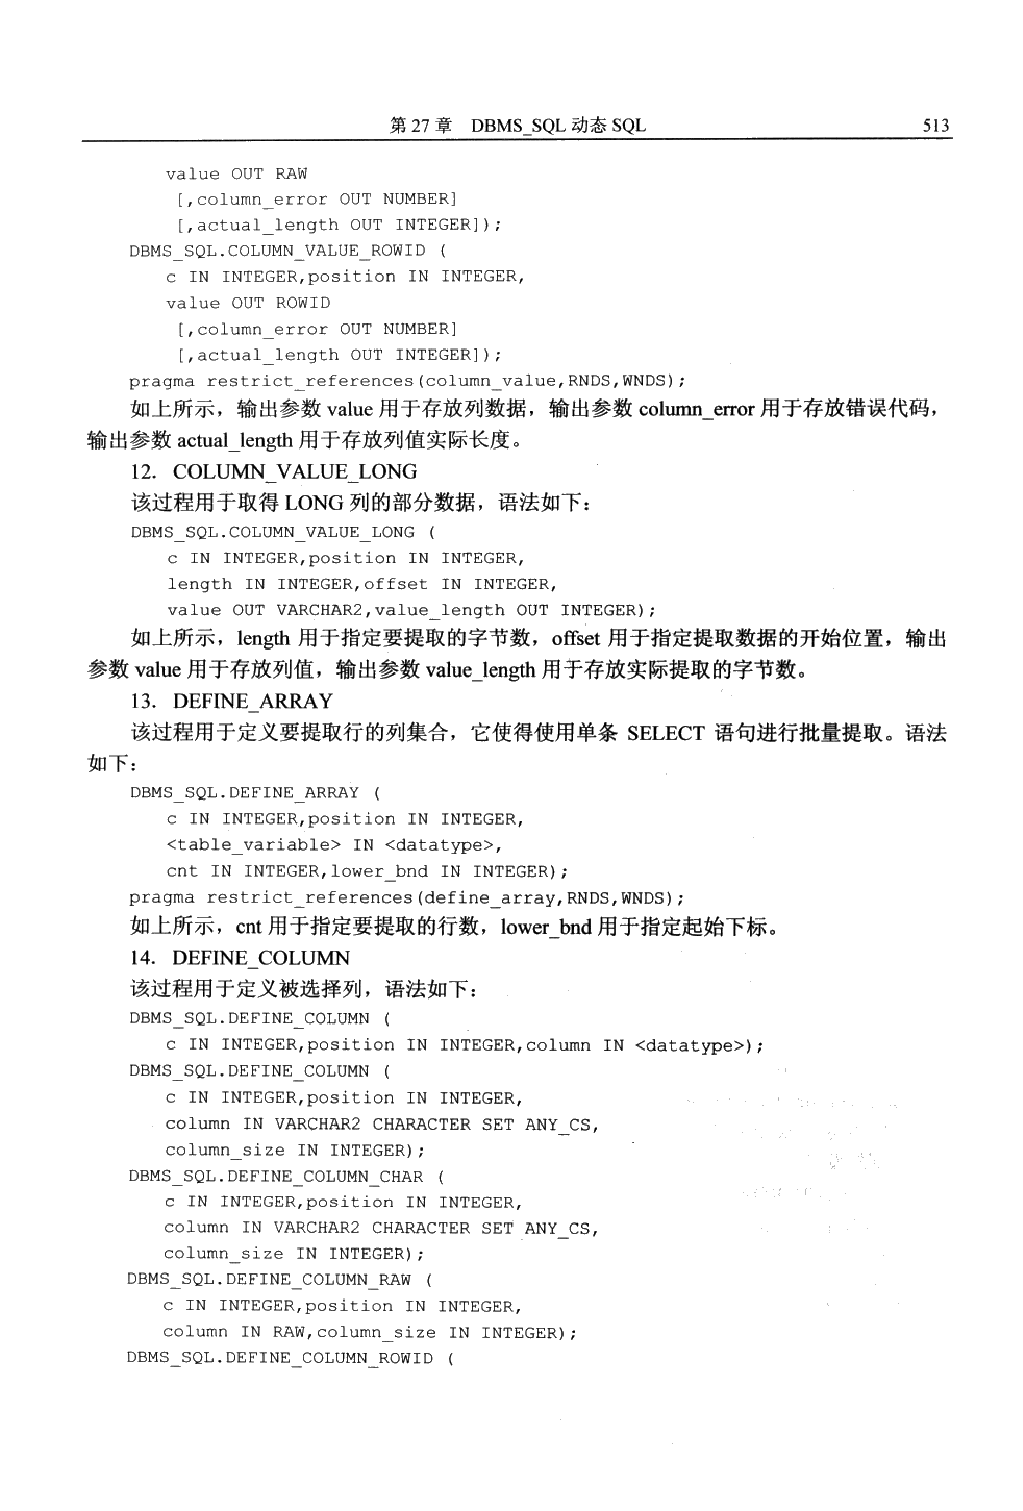 第 27 章 DBMS_SQL 动态 SQL 513
value OUT RAW
[,column_error OUT NUMBER]
[,actual_length OUT INTEGER]);
DBMS_SQL.COLUMN_VALUE_ROWID (
c IN INTEGER,position IN INTEGER,
value OUT ROWID
[,column_error OUT NUMBER]
[,actual_length OUT INTEGER]);
pragma restrict_references(column_value,RNDS,WNDS);
如上所示，输出参数 value 用于存放列数据，输出参数 column_error 用于存放错误代码，
输出参数 actual_length 用于存放列值实际长度。
12. COLUMN_VALUE_LONG
该过程用于取得 LONG 列的部分数据，语法如下：
DBMS_SQL.COLUMN_VALUE_LONG (
c IN INTEGER,position IN INTEGER,
length IN INTEGER,offset IN INTEGER,
value OUT VARCHAR2,value_length OUT INTEGER);
如上所示，length 用于指定要提取的字节数，offset 用于指定提取数据的开始位置，输出
参数 value 用于存放列值，输出参数 value_length 用于存放实际提取的字节数。
13. DEFINE_ARRAY
该过程用于定义要提取行的列集合，它使得使用单条 SELECT 语句进行批量提取。语法
如下：
DBMS_SQL.DEFINE_ARRAY (
c IN INTEGER,position IN INTEGER,
<table_variable> IN <datatype>,
cnt IN INTEGER,lower_bnd IN INTEGER);
pragma restrict_references(define_array,RNDS,WNDS);
如上所示，cnt 用于指定要提取的行数，lower_bnd 用于指定起始下标。
14. DEFINE_COLUMN
该过程用于定义被选择列，语法如下：
DBMS_SQL.DEFINE_COLUMN (
c IN INTEGER,position IN INTEGER,column IN <datatype>);
DBMS_SQL.DEFINE_COLUMN (
c IN INTEGER,position IN INTEGER,
column IN VARCHAR2 CHARACTER SET ANY_CS,
column_size IN INTEGER);
DBMS_SQL.DEFINE_COLUMN_CHAR (
c IN INTEGER,position IN INTEGER,
column IN VARCHAR2 CHARACTER SET ANY_CS,
column_size IN INTEGER);
DBMS_SQL.DEFINE_COLUMN_RAW (
c IN INTEGER,position IN INTEGER,
column IN RAW,column_size IN INTEGER);
DBMS_SQL.DEFINE_COLUMN_ROWID (